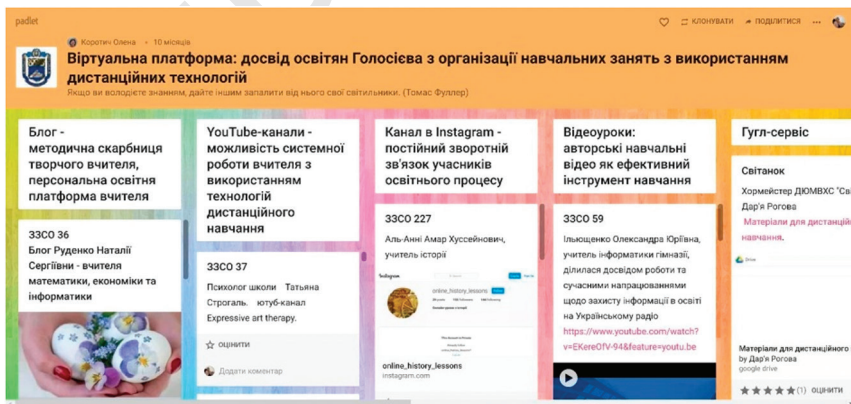 padlet
КЛОНУВАТИ
ПОДІЛИТИСЯ
...
Коротич Олена • 10 місяців
Віртуальна платформа: досвід освітян Голосієва з організації навчальних занять з використанням
дистанційних технологій
Якщо ви володієте знанням, дайте іншим запалити від нього свої світильники. (Томас Фуллер)
Блог -
методична скарбниця
творчого вчителя,
персональна освітня
платформа вчителя
ЗЗСО 36
Блог Руденко Наталії
Сергіївни - вчителя
математики, економіки та
інформатики
YouTube-канали -
можливість системної
роботи вчителя з
використанням
технологій
дистанційного
навчання
ЗЗСО 37
Психолог школи Татьяна
Строгаль. ютуб-канал
Expressive art therapy.
ОЦІНИТИ
Додати коментар
Канал в Instagram -
постійний зворотній
зв'язок учасників
освітнього процесу
ЗЗСО 227
Аль-Анні Амар Хуссейнович,
учитель історії
Instagram
online_history_lessons
online_history_lessons
instagram.com
Відеоуроки:
авторські навчальні
відео як ефективний
інструмент навчання
ЗЗСО 59
Ільющенко Олександра Юріївна,
учитель інформатики гімназії,
ділилася досвідом роботи та
сучасними напрацюваннями
щодо захисту інформації в освіті
на Українському радіо
https://www.youtube.com/watch?
v=EKereOfV-94&feature=youtu.be
Гугл-сервіс
Світанок
Хормейстер ДЮМВХС "Сві
Дар'я Рогова
Матеріали для дистанцій
навчання.
Drive
Матеріали для дистанційного
by Дар'я Рогова
google drive
(1) ОЦІНИТИ